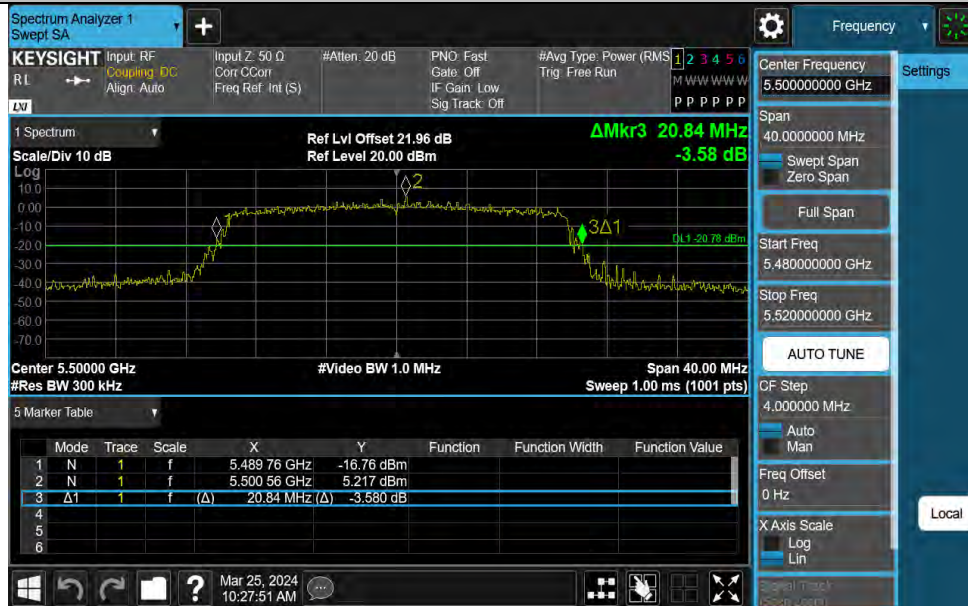 Spectrum Analyzer 1
Swept SA
+
Frequency
KEYSIGHT
RL
LXI
Input: RF
Coupling: DC
Align: Auto
Input Z: 50 Ω
Corr CCorr
Freq Ref: Int (S)
#Atten: 20 dB
PNO: Fast
Gate: Off
IF Gain: Low
Sig Track: Off
#Avg Type: Power (RMS
Trig: Free Run
1 2 3 4 5 6
M W W W W W
P P P P P P
1 Spectrum
Scale/Div 10 dB
Ref Lvl Offset 21.96 dB
Ref Level 20.00 dBm
ΔMkr3 20.84 MHz
-3.58 dB
Log
10.0
0.00
-10.0
-20.0
-30.0
-40.0
-50.0
-60.0
-70.0
2
3Δ1
DL1 -20.78 dBm
Center 5.50000 GHz
#Res BW 300 kHz
#Video BW 1.0 MHz
Span 40.00 MHz
Sweep 1.00 ms (1001 pts)
5 Marker Table
Mode Trace Scale X Y Function Function Width Function Value
1 N 1 f 5.489 76 GHz -16.76 dBm
2 N 1 f 5.500 56 GHz 5.217 dBm
3 Δ1 1 f (Δ) 20.84 MHz (Δ) -3.580 dB
4
5
6
Mar 25, 2024
10:27:51 AM
Center Frequency
5.500000000 GHz
Span
40.0000000 MHz
Swept Span
Zero Span
Full Span
Start Freq
5.480000000 GHz
Stop Freq
5.520000000 GHz
AUTO TUNE
CF Step
4.000000 MHz
Auto
Man
Freq Offset
0 Hz
X Axis Scale
Log
Lin
Signal Track
Settings
Local